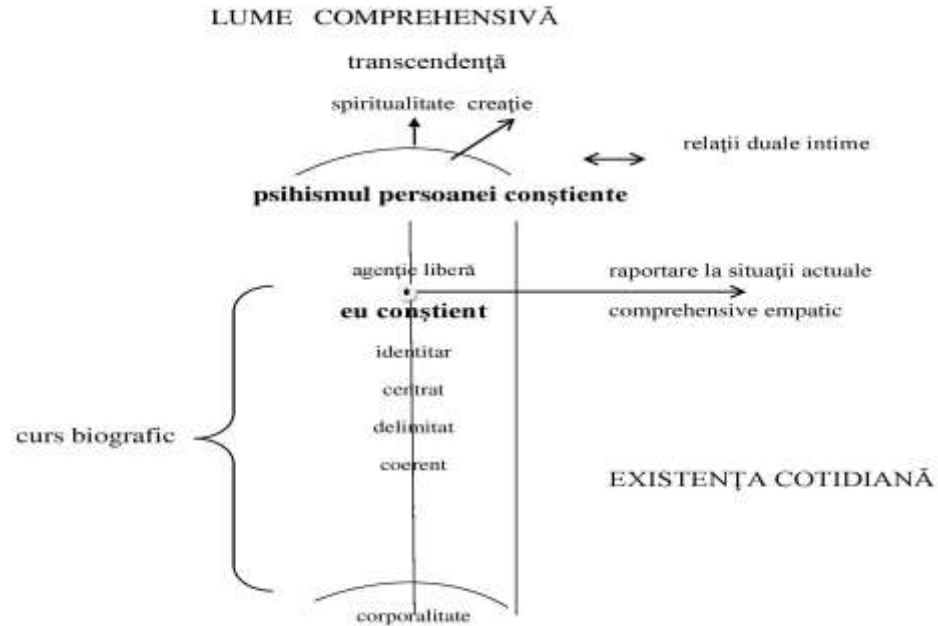 LUME COMPREHENSIVĂ
transcendenţă
spiritualitate creaţie
relaţii duale intime
psihismul persoanei conştiente
agenţie liberă
raportare la situaţii actuale
eu conştient
comprehensive empatic
identitar
centrat
delimitat
curs biografic
coerent
EXISTENŢA COTIDIANĂ
corporalitate